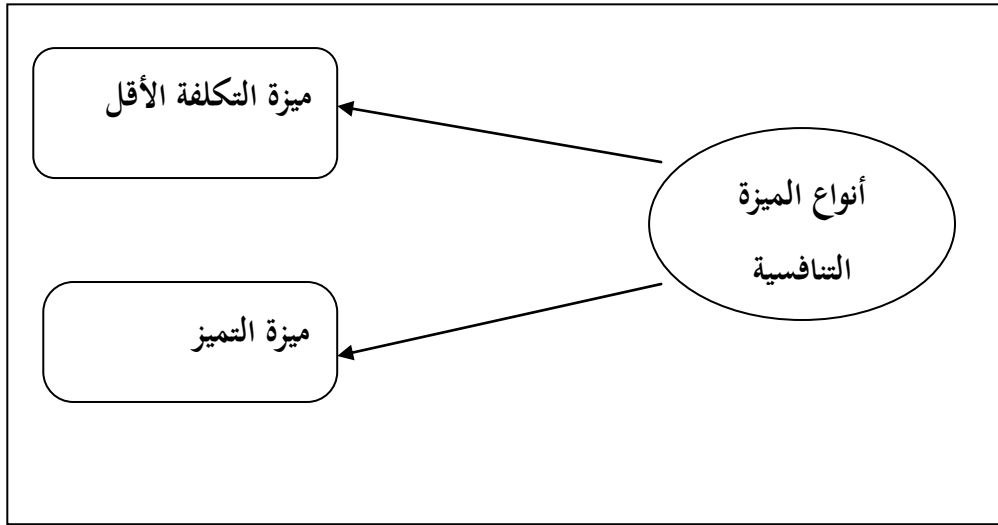 أنواع الميزة
التنافسية
ميزة التكلفة الأقل
ميزة التميز